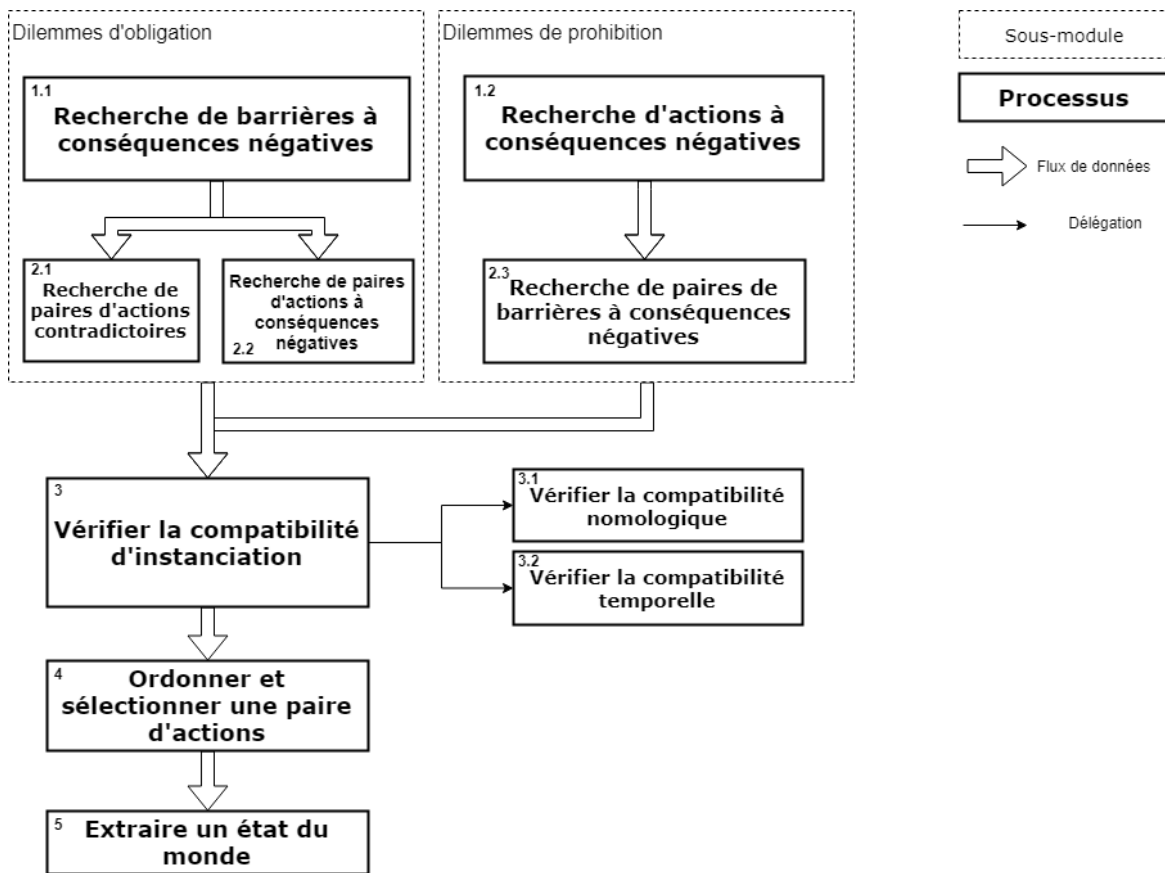 Dilemmes d'obligation
1.1
Recherche de barrières à
conséquences négatives
2.1
Recherche de
paires d'actions
contradictoires
Recherche de paires
d'actions à
conséquences
négatives
2.2
Dilemmes de prohibition
1.2
Recherche d'actions à
conséquences négatives
2.3
Recherche de paires de
barrières à conséquences
négatives
3
Vérifier la compatibilité
d'instanciation
3.1
Vérifier la compatibilité
nomologique
3.2
Vérifier la compatibilité
temporelle
4
Ordonner et
sélectionner une paire
d'actions
5
Extraire un état du
monde
Sous-module
Processus
Flux de données
Délégation